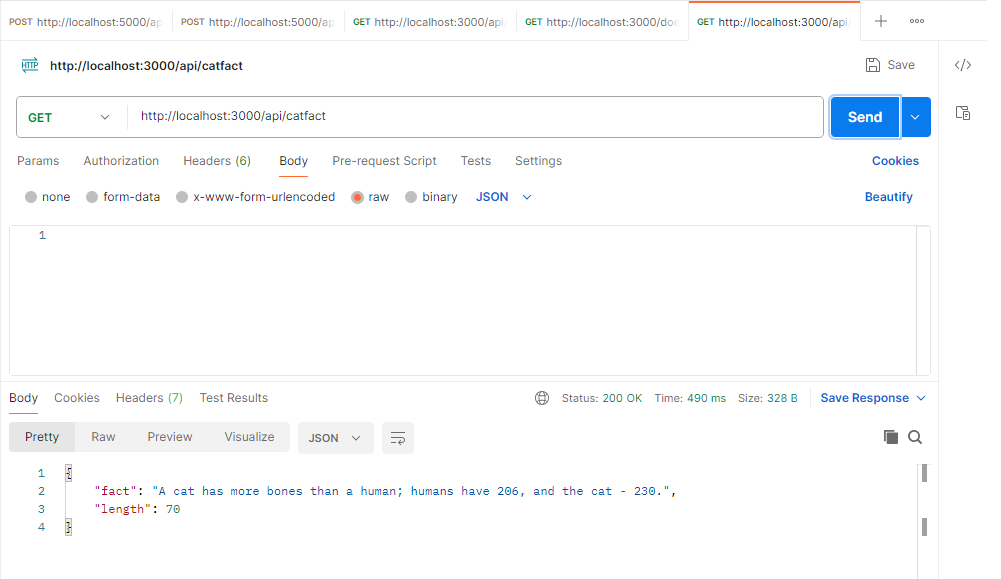 POST http://localhost:5000/ap POST http://localhost:5000/ap GET http://localhost:3000/api GET http://localhost:3000/doe GET http://localhost:3000/api/
HTTP http://localhost:3000/api/catfact Save </>
GET http://localhost:3000/api/catfact Send
Params Authorization Headers (6) Body Pre-request Script Tests Settings Cookies
none form-data x-www-form-urlencoded raw binary JSON Beautify
1
Body Cookies Headers (7) Test Results Status: 200 OK Time: 490 ms Size: 328 B Save Response
Pretty Raw Preview Visualize JSON
1 {
2 "fact": "A cat has more bones than a human; humans have 206, and the cat - 230.",
3 "length": 70
4 }